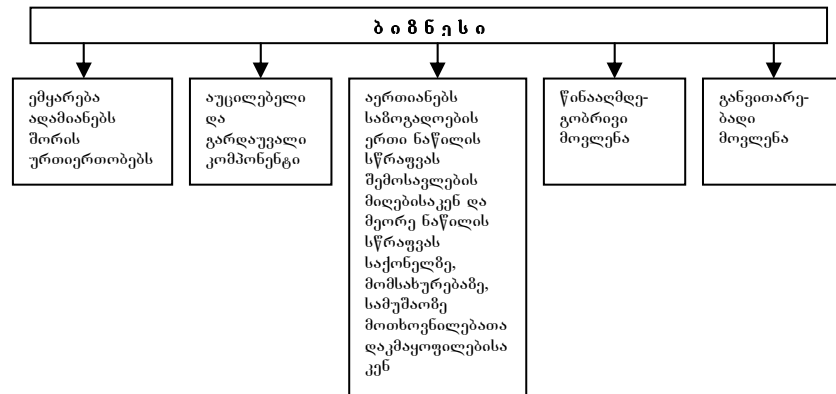 ბიზნესი
ემყარება
ადამიანებს
შორის
ურთიერთობებს
აუცილებელი
და
გარდაუვალი
კომპონენტი
აერთიანებს
საზოგადოების
ერთი ნაწილის
სწრაფვას
შემოსავლების
მიღებისაკენ და
მეორე ნაწილის
სწრაფვას
საქონელზე,
მომსახურებაზე,
სამუშაოზე
მოთხოვნილებათა
დაკმაყოფილებისა
კენ
წინააღმდე-
გობრივი
მოვლენა
განვითარე-
ბადი
მოვლენა